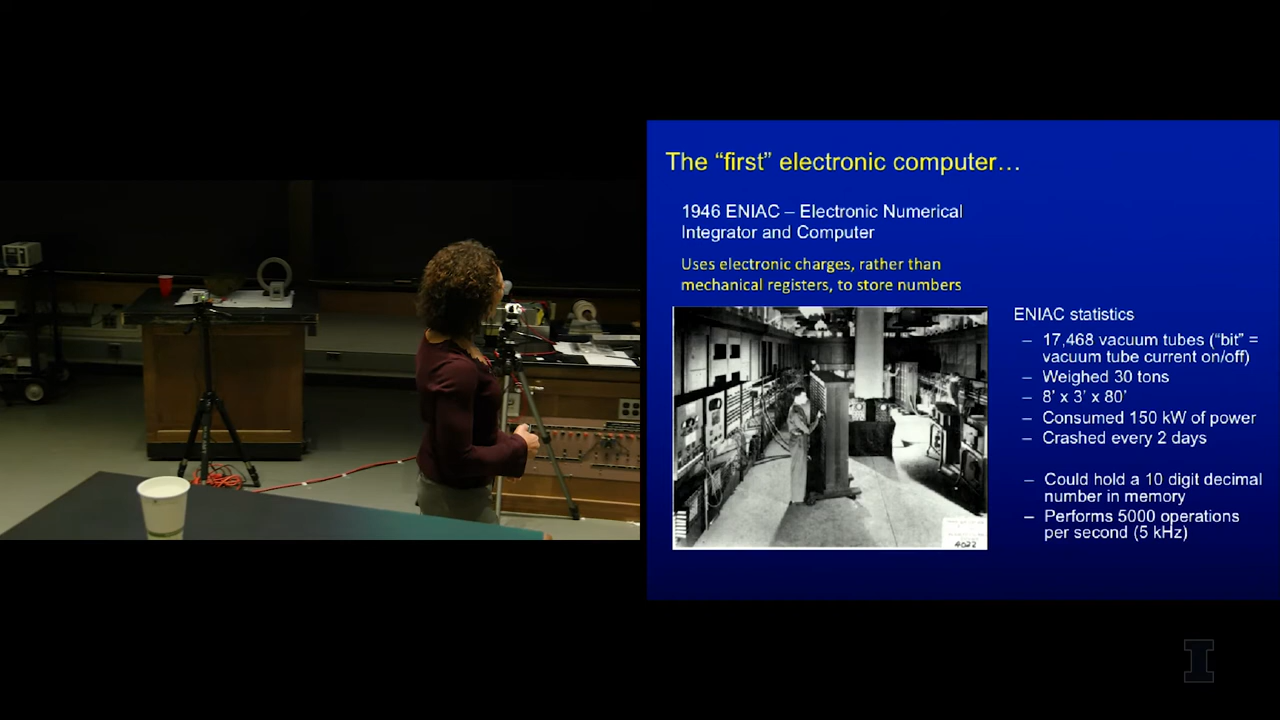 The “first” electronic computer…
1946 ENIAC – Electronic Numerical
Integrator and Computer
Uses electronic charges, rather than
mechanical registers, to store numbers
ENIAC statistics
– 17,468 vacuum tubes (“bit” =
vacuum tube current on/off)
– Weighed 30 tons
– 8’ x 3’ x 80’
– Consumed 150 kW of power
– Crashed every 2 days
– Could hold a 10 digit decimal
number in memory
– Performs 5000 operations
per second (5 kHz)
4022
I